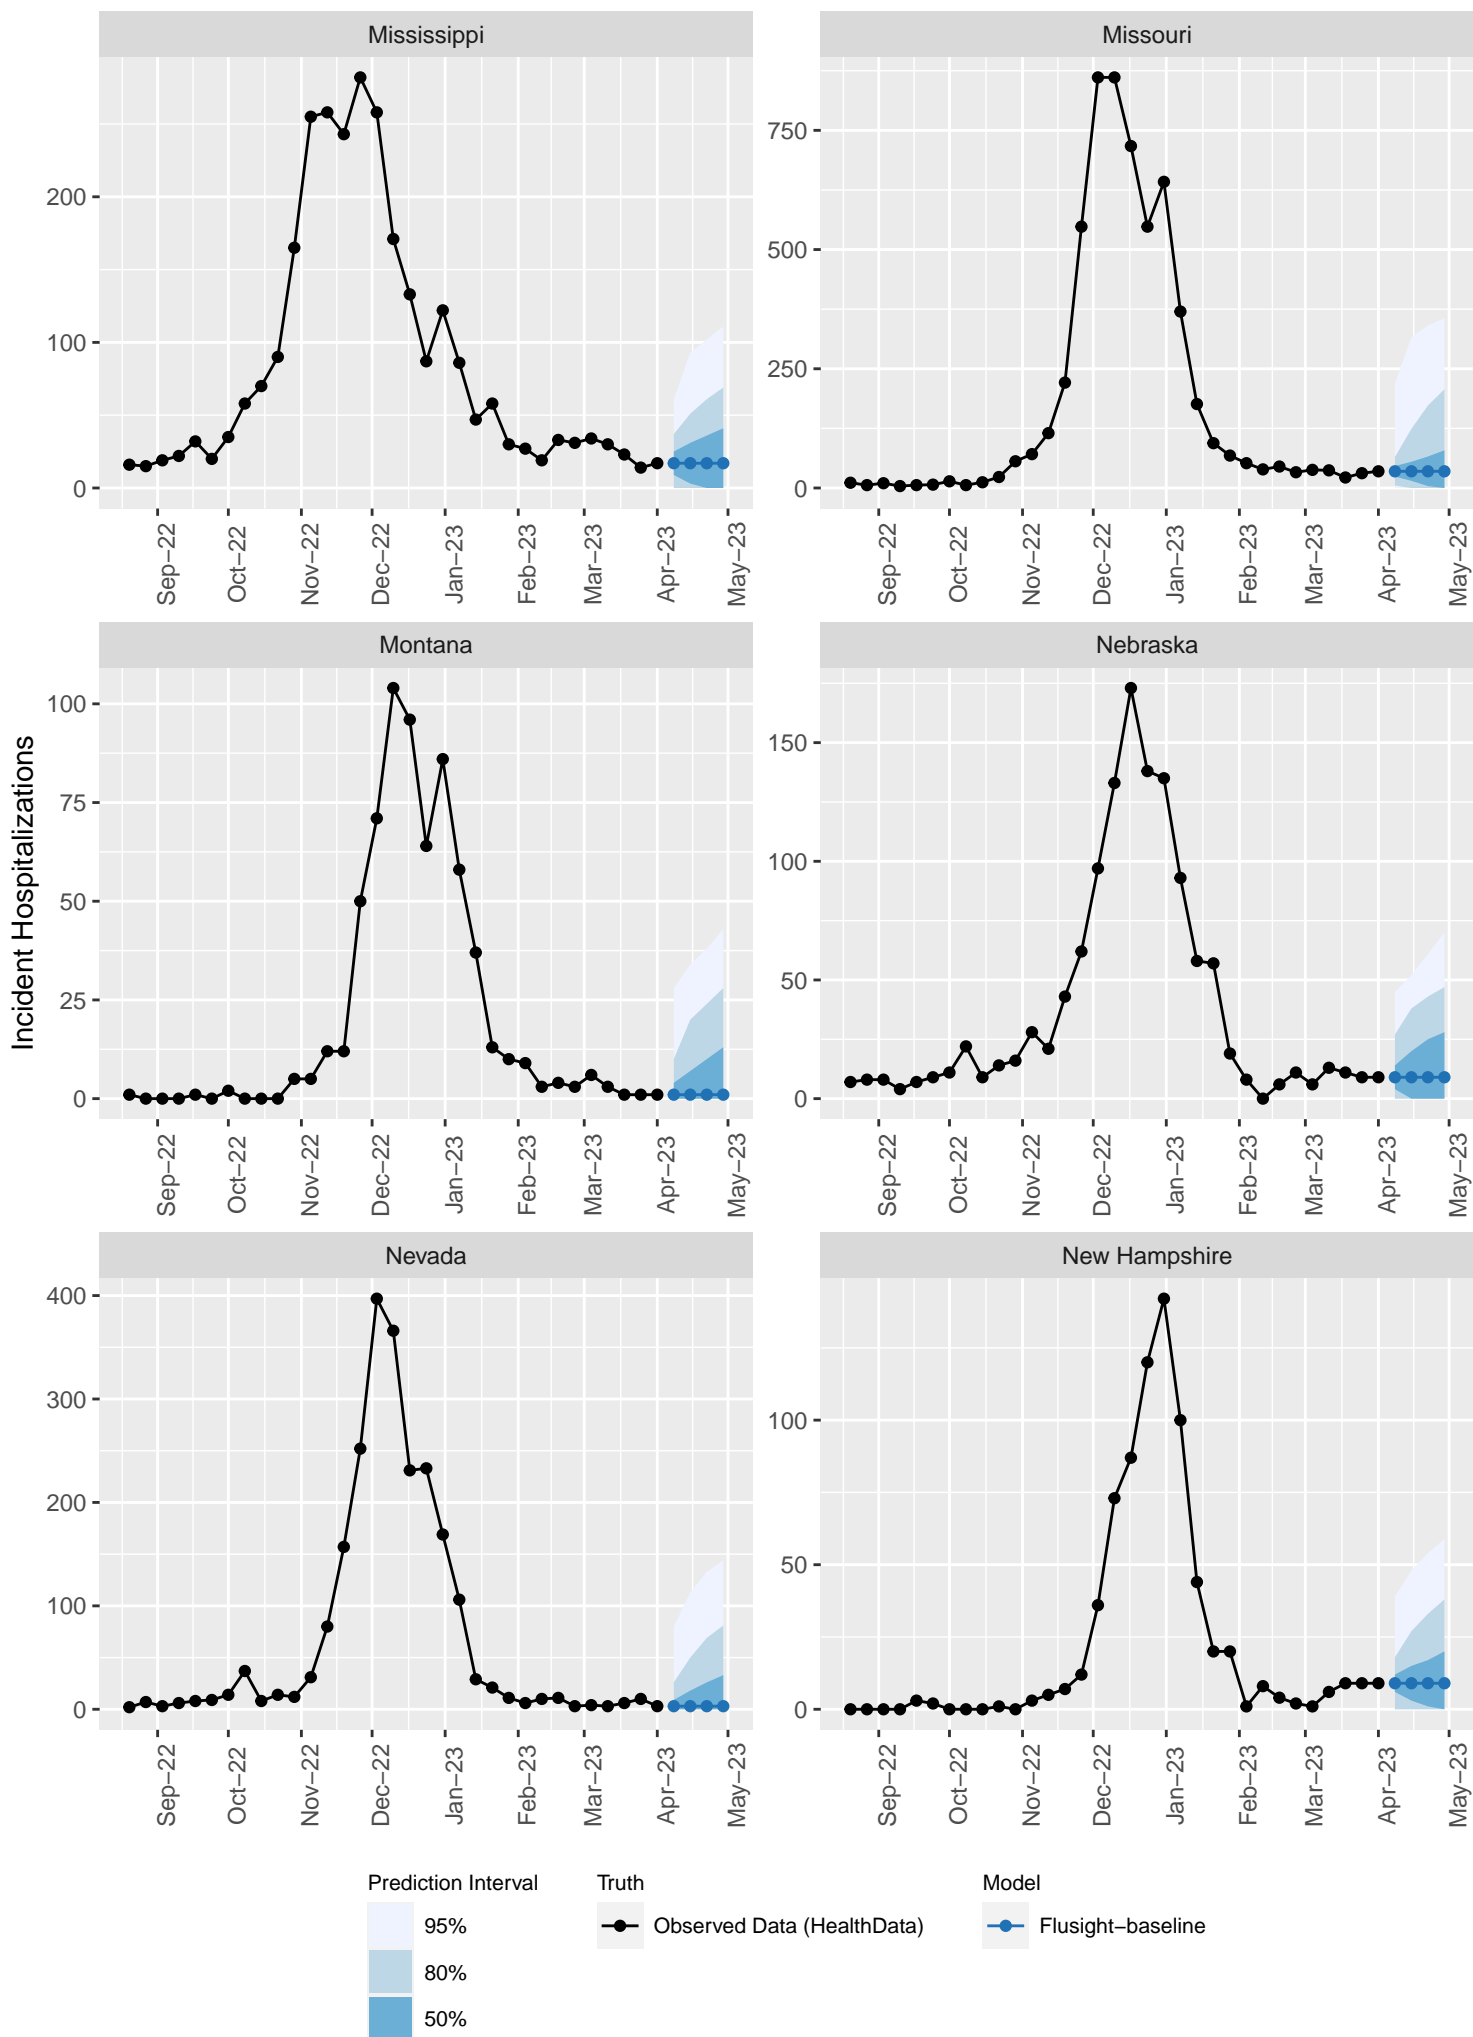 Mississippi
Missouri
200
100
0
750
500
250
0
Sep−22
Oct−22
Nov−22
Dec−22
Jan−23
Feb−23
Mar−23
Apr−23
May−23
Sep−22
Oct−22
Nov−22
Dec−22
Jan−23
Feb−23
Mar−23
Apr−23
May−23
Incident Hospitalizations
Montana
Nebraska
100
75
50
25
0
150
100
50
0
Sep−22
Oct−22
Nov−22
Dec−22
Jan−23
Feb−23
Mar−23
Apr−23
May−23
Sep−22
Oct−22
Nov−22
Dec−22
Jan−23
Feb−23
Mar−23
Apr−23
May−23
Nevada
New Hampshire
400
300
200
100
0
100
50
0
Sep−22
Oct−22
Nov−22
Dec−22
Jan−23
Feb−23
Mar−23
Apr−23
May−23
Sep−22
Oct−22
Nov−22
Dec−22
Jan−23
Feb−23
Mar−23
Apr−23
May−23
Prediction Interval
95%
80%
50%
Truth
Observed Data (HealthData)
Model
Flusight−baseline